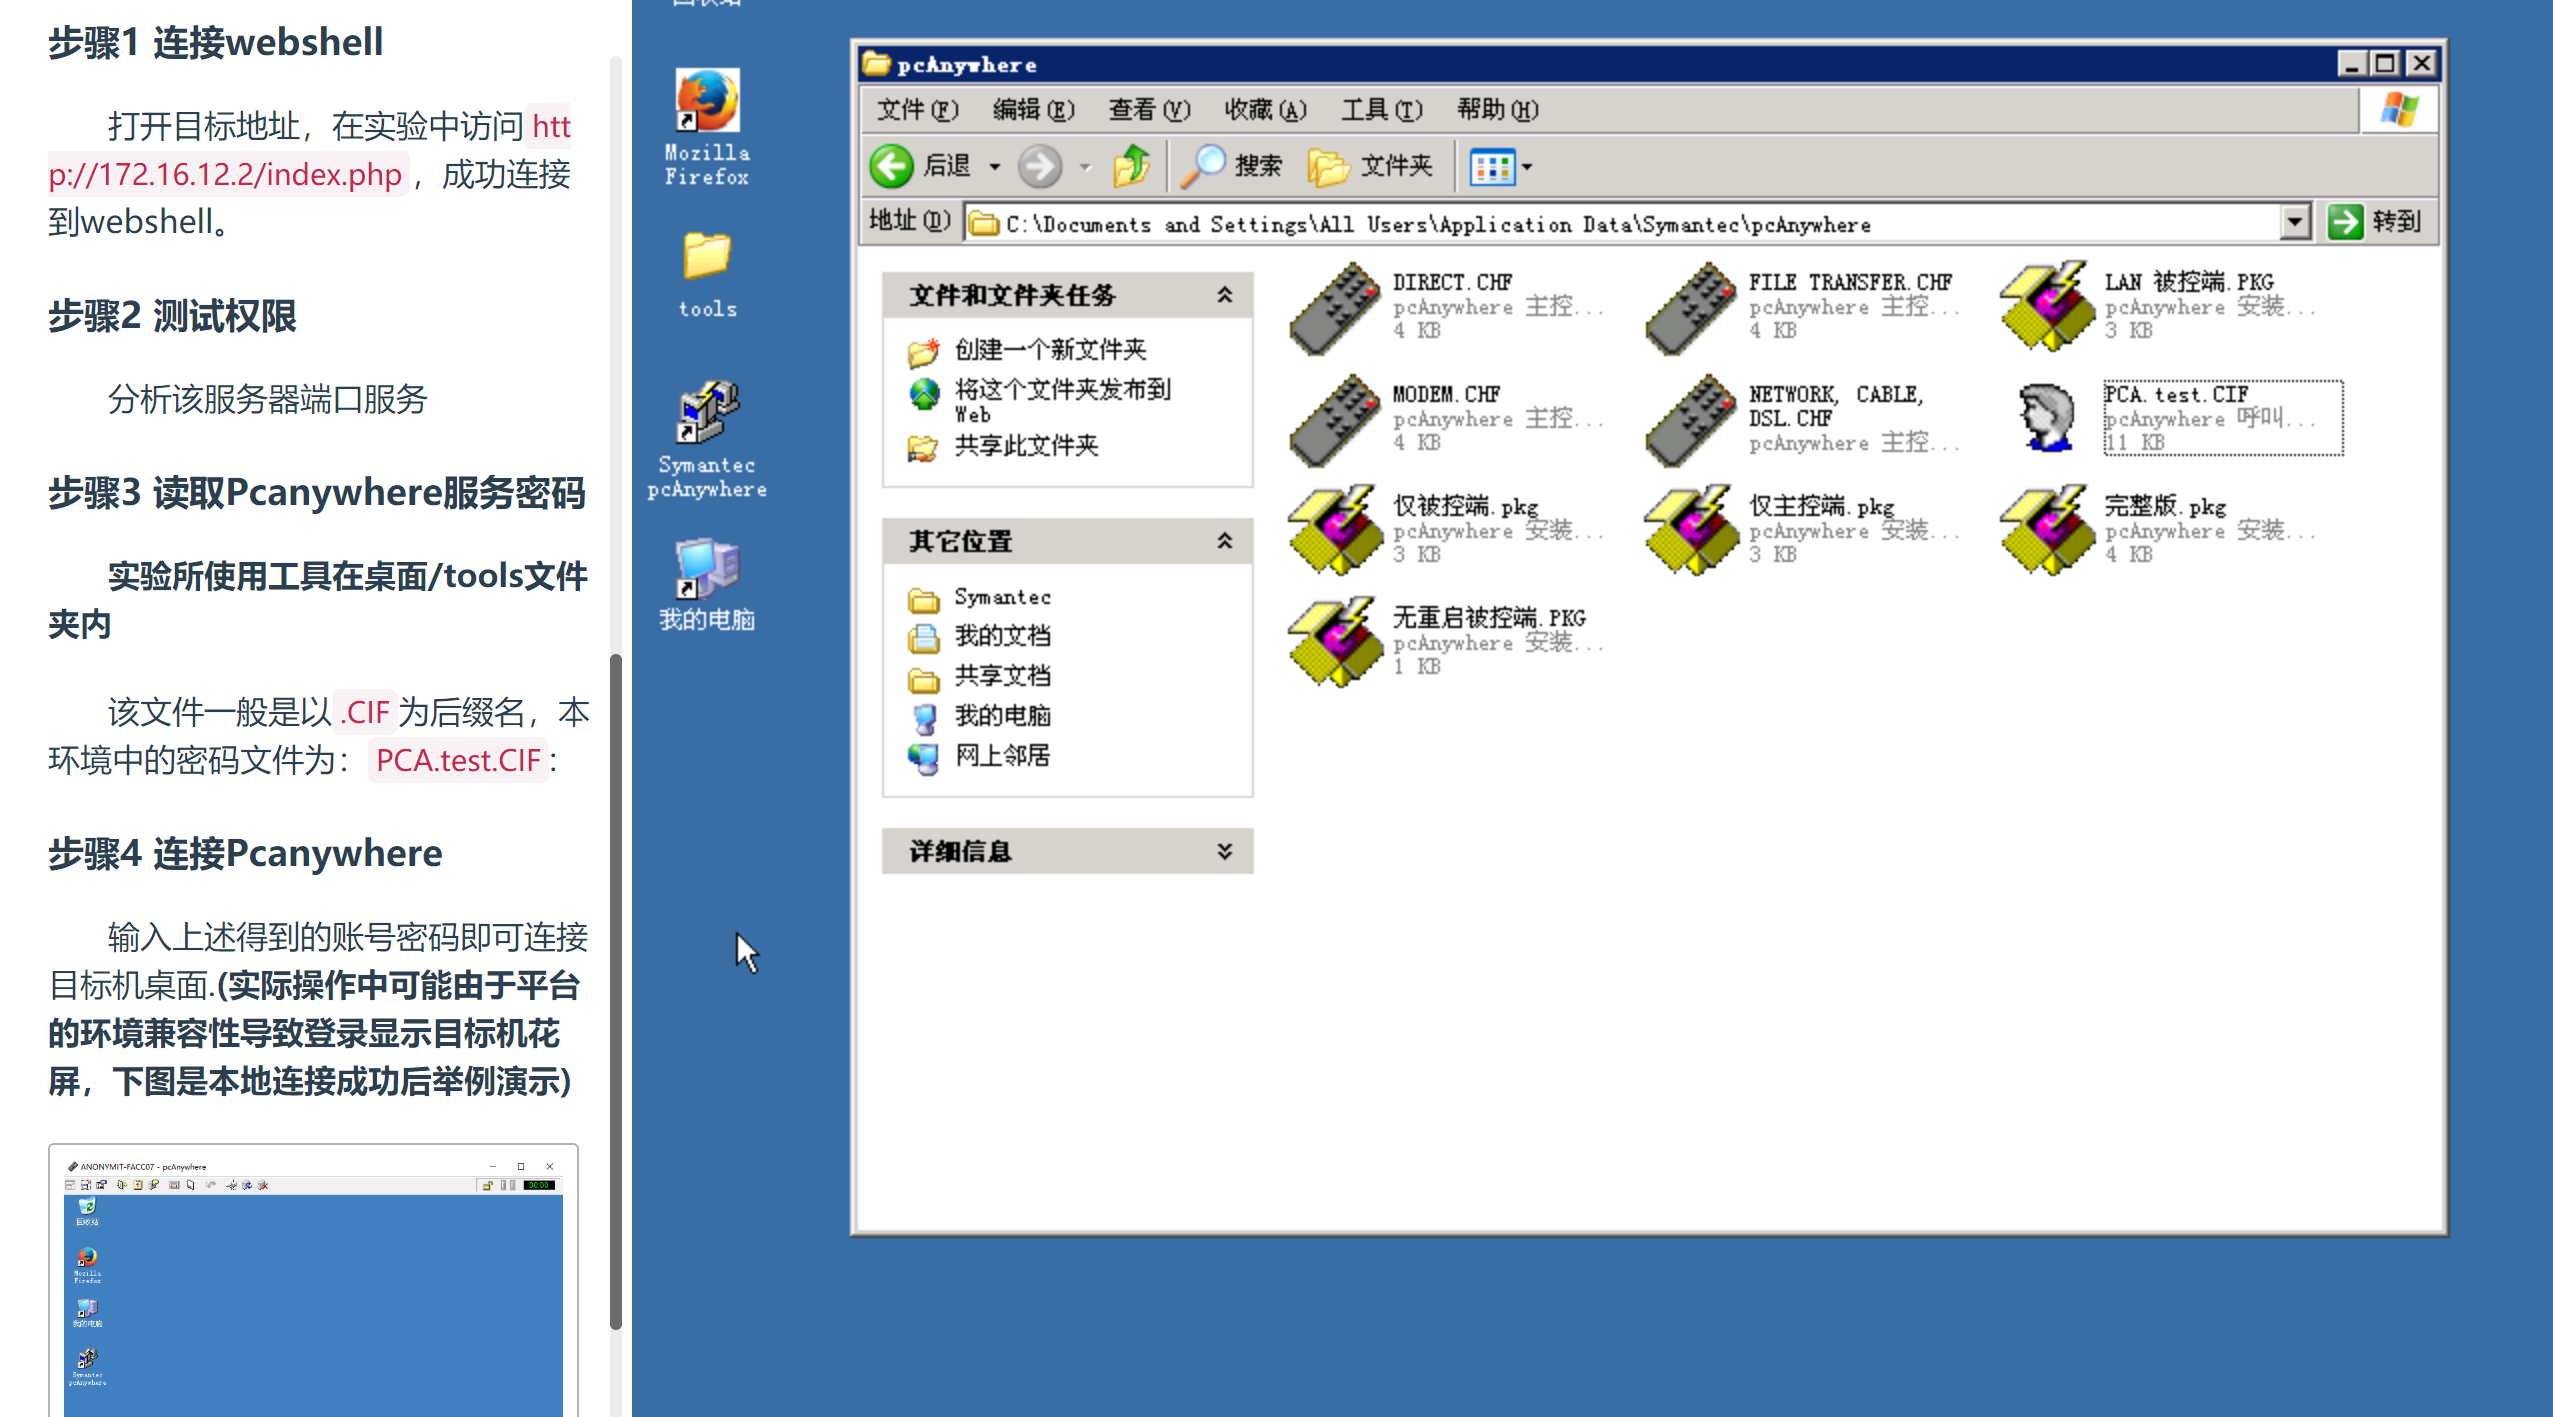 步骤1 连接webshell
打开目标地址，在实验中访问htt
p://172.16.12.2/index.php，成功连接
到webshell。
步骤2 测试权限
分析该服务器端口服务
步骤3 读取Pcanywhere服务密码
实验所使用工具在桌面/tools文件
夹内
该文件一般是以.CIF为后缀名，本
环境中的密码文件为：PCA.test.CIF：
步骤4 连接Pcanywhere
输入上述得到的账号密码即可连接
目标机桌面.(实际操作中可能由于平台
的环境兼容性导致登录显示目标机花
屏，下图是本地连接成功后举例演示)
ANONYMIT-FACC07 - pcAnywhere
00:00
回收站
Mozilla
Firefox
我的电脑
Symantec
pcAnywhere
回收站
Mozilla
Firefox
tools
Symantec
pcAnywhere
我的电脑
pcAnywhere
文件(F) 编辑(E) 查看(V) 收藏(A) 工具(T) 帮助(H)
后退 搜索 文件夹
地址(D) C:\Documents and Settings\All Users\Application Data\Symantec\pcAnywhere 转到
文件和文件夹任务
创建一个新文件夹
将这个文件夹发布到
Web
共享此文件夹
其它位置
Symantec
我的文档
共享文档
我的电脑
网上邻居
详细信息
DIRECT.CHF
pcAnywhere 主控...
4 KB
FILE TRANSFER.CHF
pcAnywhere 主控...
4 KB
LAN 被控端.PKG
pcAnywhere 安装...
3 KB
MODEM.CHF
pcAnywhere 主控...
4 KB
NETWORK, CABLE,
DSL.CHF
pcAnywhere 主控...
PCA.test.CIF
pcAnywhere 呼叫...
11 KB
仅被控端.pkg
pcAnywhere 安装...
3 KB
仅主控端.pkg
pcAnywhere 安装...
3 KB
完整版.pkg
pcAnywhere 安装...
4 KB
无重启被控端.PKG
pcAnywhere 安装...
1 KB